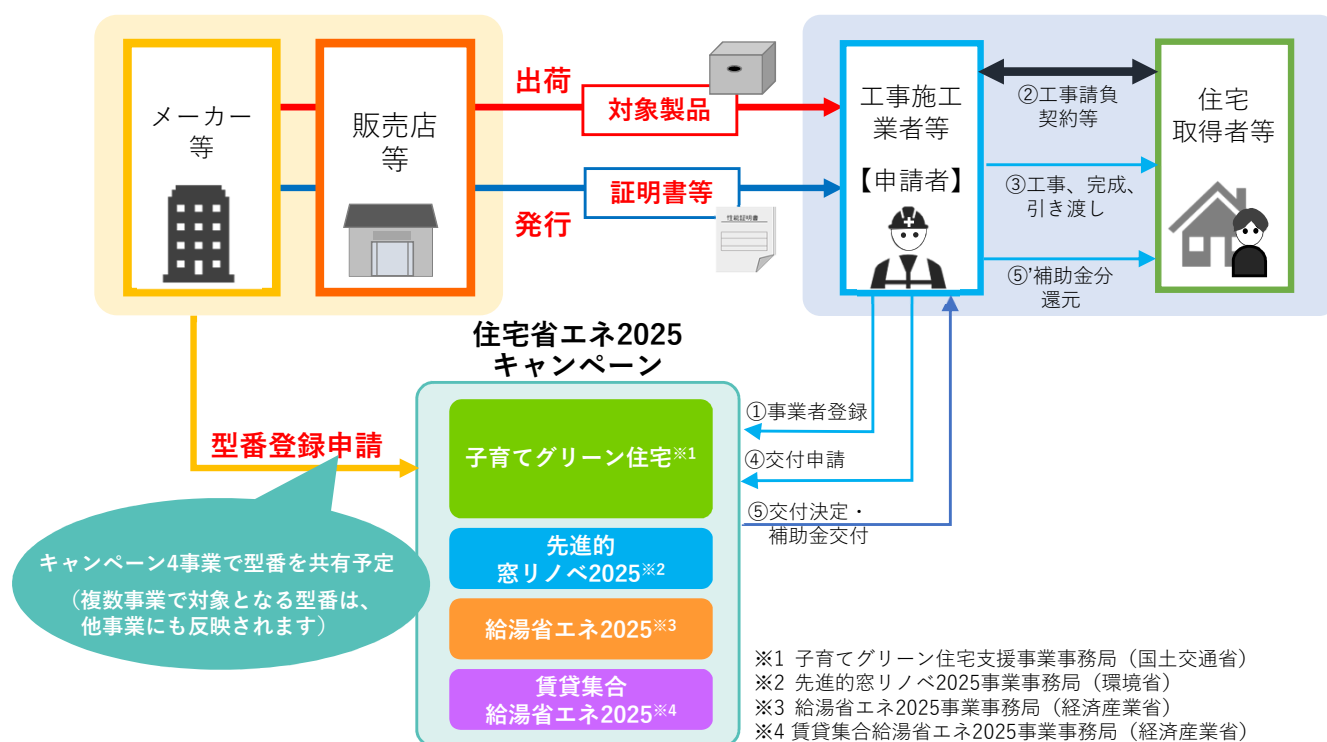 メーカー
等
販売店
等
出荷
対象製品
発行
証明書等
性能証明書
工事施工
業者等
【申請者】
②工事請負
契約等
③工事、完成、
引き渡し
⑤’補助金分
還元
住宅
取得者等
住宅省エネ2025
キャンペーン
型番登録申請
キャンペーン4事業で型番を共有予定
（複数事業で対象となる型番は、
他事業にも反映されます）
子育てグリーン住宅※1
先進的
窓リノベ2025※2
給湯省エネ2025※3
賃貸集合
給湯省エネ2025※4
①事業者登録
④交付申請
⑤交付決定・
補助金交付
※1 子育てグリーン住宅支援事業事務局（国土交通省）
※2 先進的窓リノベ2025事業事務局（環境省）
※3 給湯省エネ2025事業事務局（経済産業省）
※4 賃貸集合給湯省エネ2025事業事務局（経済産業省）